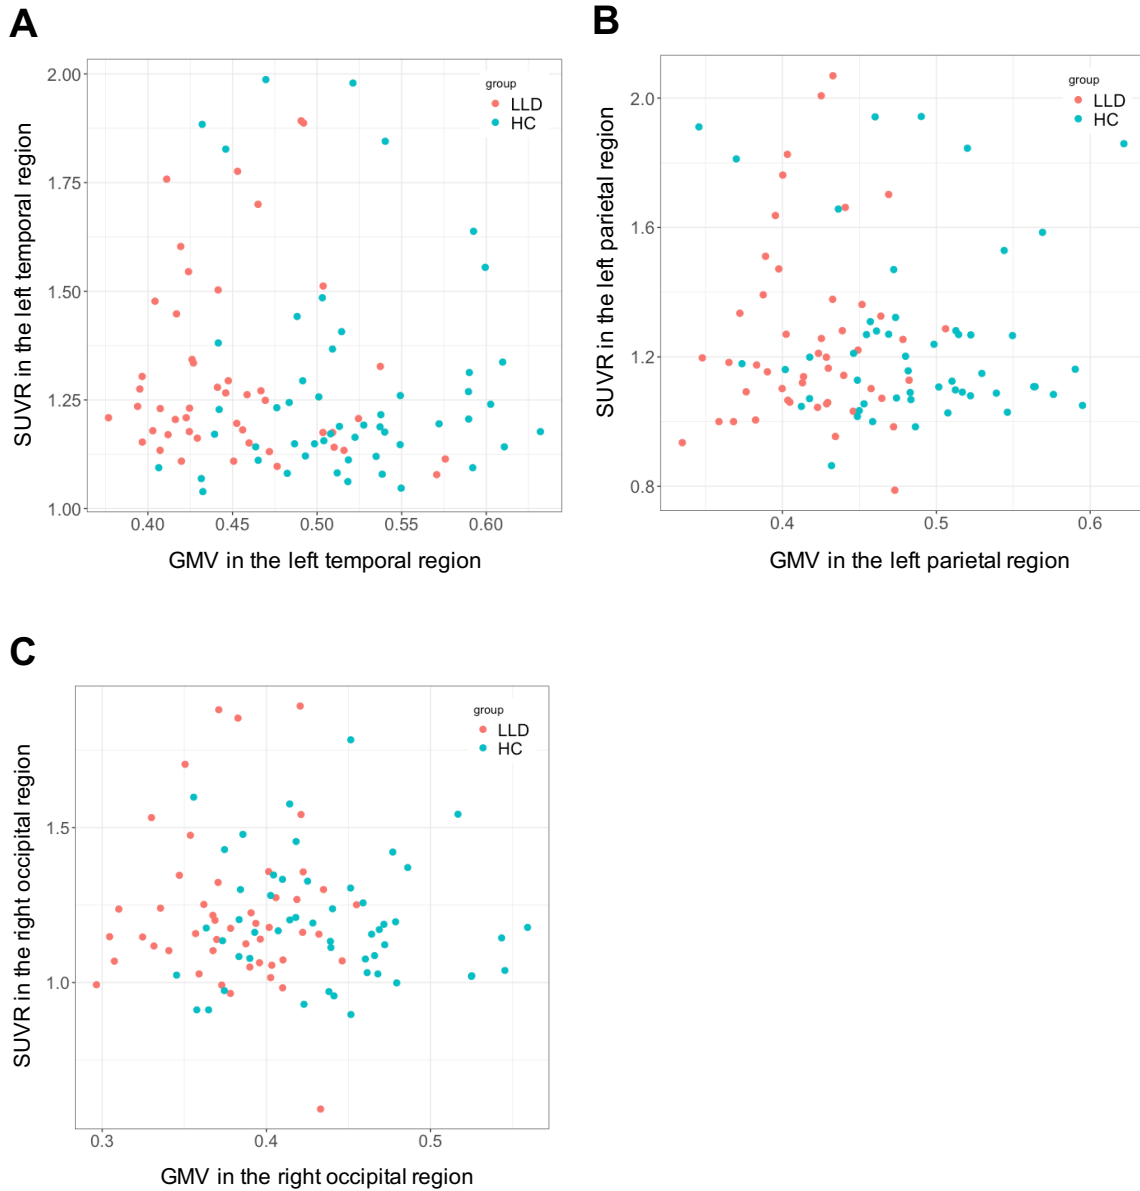 A
2.00
1.75
1.50
1.25
1.00
SUVR in the left temporal region
group
LLD
HC
0.40 0.45 0.50 0.55 0.60
GMV in the left temporal region
B
2.0
1.6
1.2
0.8
SUVR in the left parietal region
group
LLD
HC
0.4 0.5 0.6
GMV in the left parietal region
C
1.5
1.0
SUVR in the right occipital region
group
LLD
HC
0.3 0.4 0.5
GMV in the right occipital region